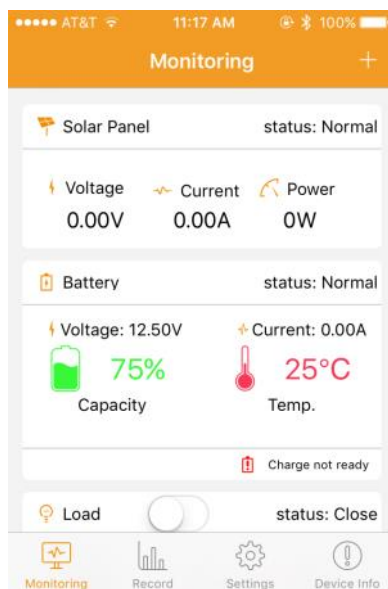 AT&T 11:17 AM 100%
Monitoring +
Solar Panel status: Normal
Voltage Current Power
0.00V 0.00A 0W
Battery status: Normal
Voltage: 12.50V Current: 0.00A
75% 25°C
Capacity Temp.
Charge not ready
Load status: Close
Monitoring Record Settings Device Info